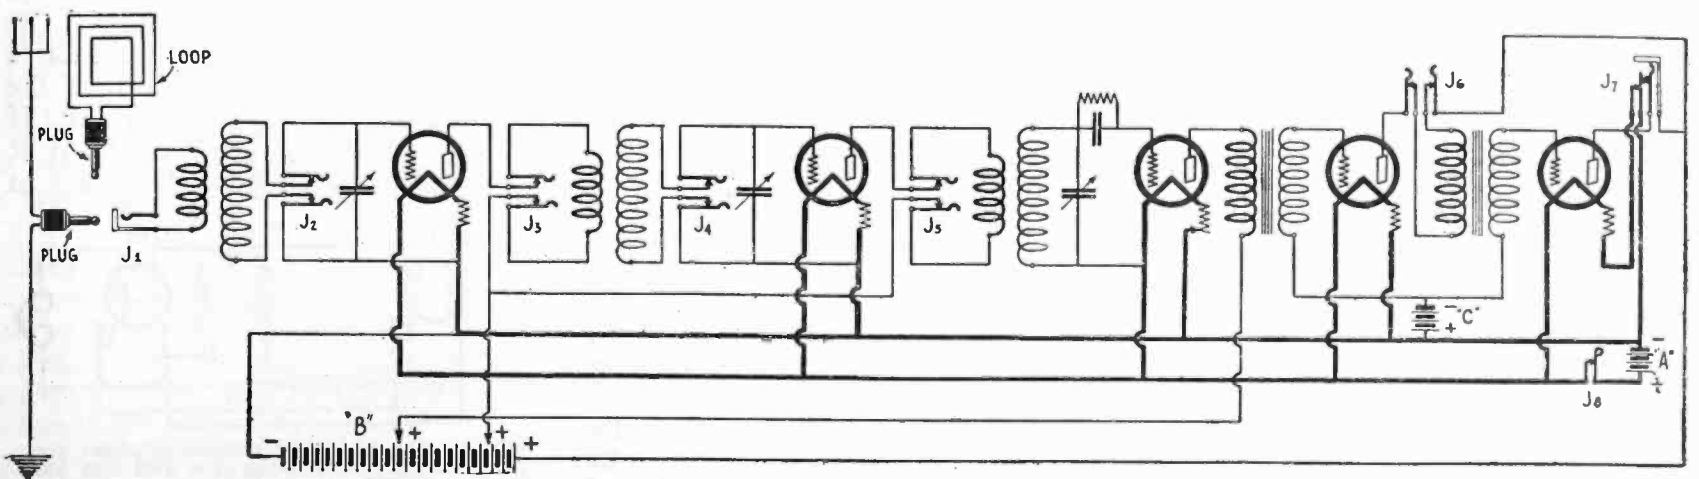 LOOP
PLUG
PLUG
J1
J2
J3
J4
J5
J6
J7
J8
- "C" +
- "A" +
"B"
- + + +